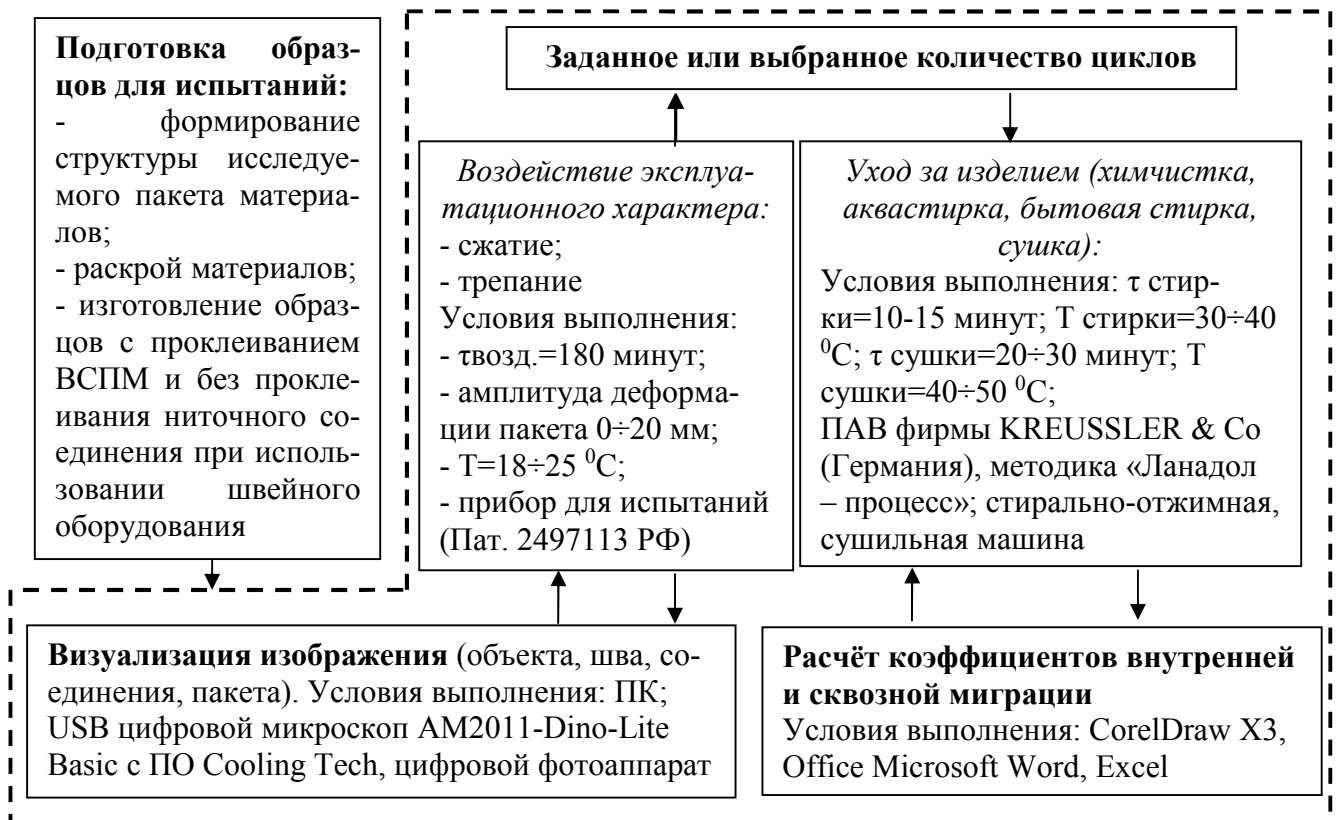 Подготовка образ-
цов для испытаний:
- формирование
структуры исследуе-
мого пакета материа-
лов;
- раскрой материалов;
- изготовление образ-
цов с проклеиванием
ВСПМ и без прокле-
ивания ниточного со-
единения при исполь-
зовании швейного
оборудования
Заданное или выбранное количество циклов
Воздействие эксплуа-
тационного характера:
- сжатие;
- трепание
Условия выполнения:
- τвозд.=180 минут;
- амплитуда деформа-
ции пакета 0÷20 мм;
- Т=18÷25 ⁰С;
- прибор для испытаний
(Пат. 2497113 РФ)
Уход за изделием (химчистка,
аквастирка, бытовая стирка,
сушка):
Условия выполнения: τ стир-
ки=10-15 минут; Т стирки=30÷40
⁰С; τ сушки=20÷30 минут; Т
сушки=40÷50 ⁰С;
ПАВ фирмы KREUSSLER & Co
(Германия), методика «Ланадол
– процесс»; стирально-отжимная,
сушильная машина
Визуализация изображения (объекта, шва, со-
единения, пакета). Условия выполнения: ПК;
USB цифровой микроскоп AM2011-Dino-Lite
Basic с ПО Cooling Tech, цифровой фотоаппарат
Расчёт коэффициентов внутренней
и сквозной миграции
Условия выполнения: CorelDraw X3,
Office Microsoft Word, Excel